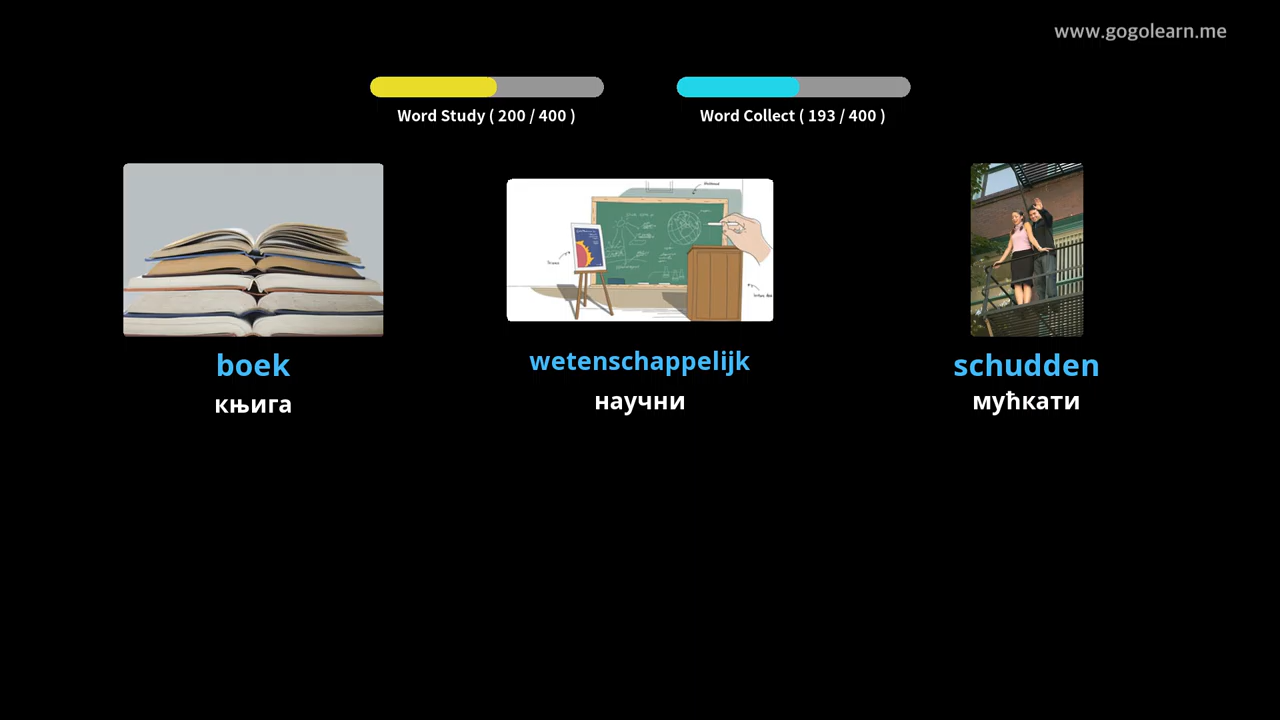 www.gogolearn.me
Word Study ( 200 / 400 )
Word Collect ( 193 / 400 )
boek
wetenschappelijk
schudden
књига
научни
мућкати